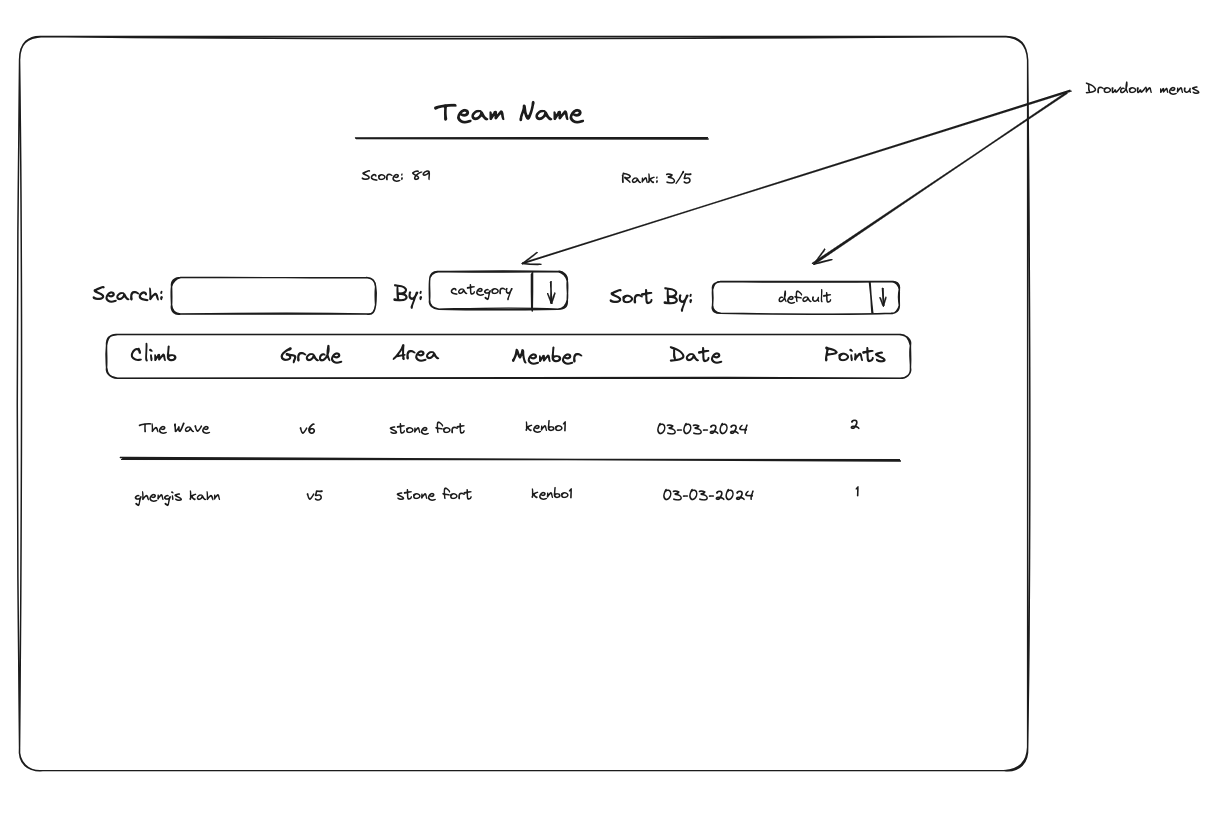 Drowdown menus
Team Name
Score: 89 Rank: 3/5
Search: By: category Sort By: default
Climb Grade Area Member Date Points
The Wave v6 stone fort kenbo1 03-03-2024 2
ghengis kahn v5 stone fort kenbo1 03-03-2024 1